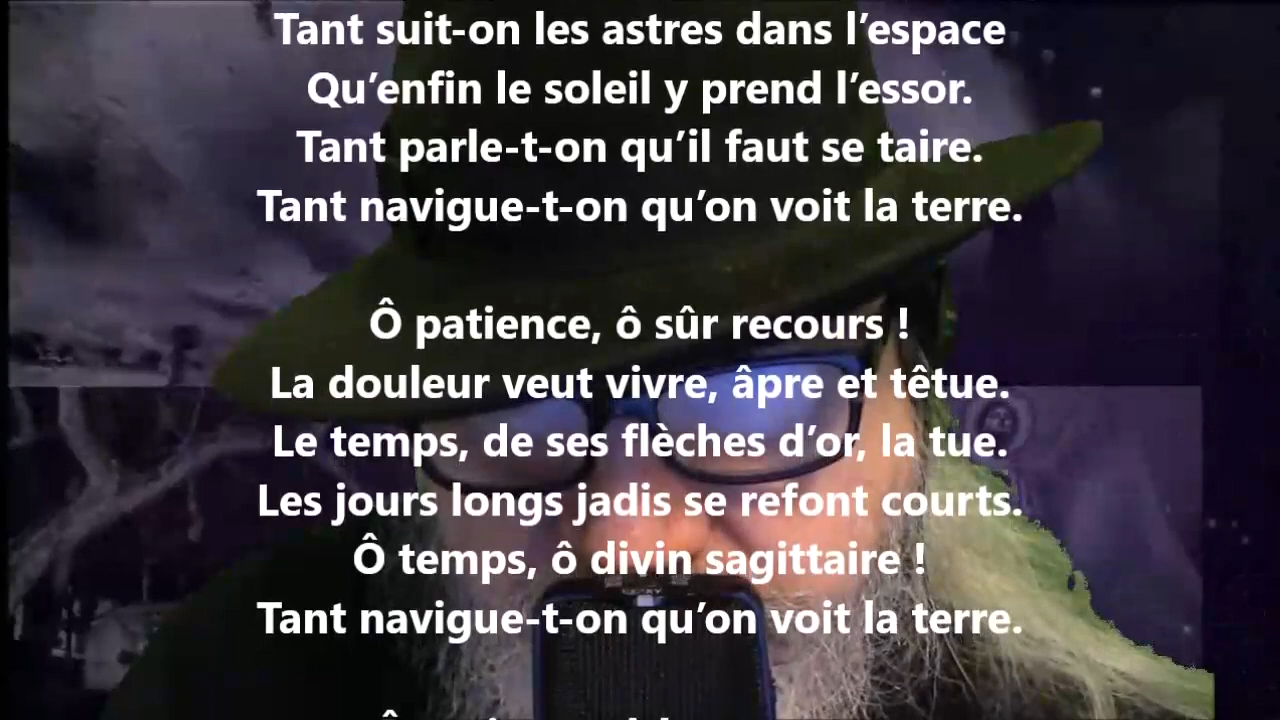 Tant suit-on les astres dans l’espace
Qu’enfin le soleil y prend l’essor.
Tant parle-t-on qu’il faut se taire.
Tant navigue-t-on qu’on voit la terre.
Ô patience, ô sûr recours !
La douleur veut vivre, âpre et têtue.
Le temps, de ses flèches d’or, la tue.
Les jours longs jadis se refont courts.
Ô temps, ô divin sagittaire !
Tant navigue-t-on qu’on voit la terre.